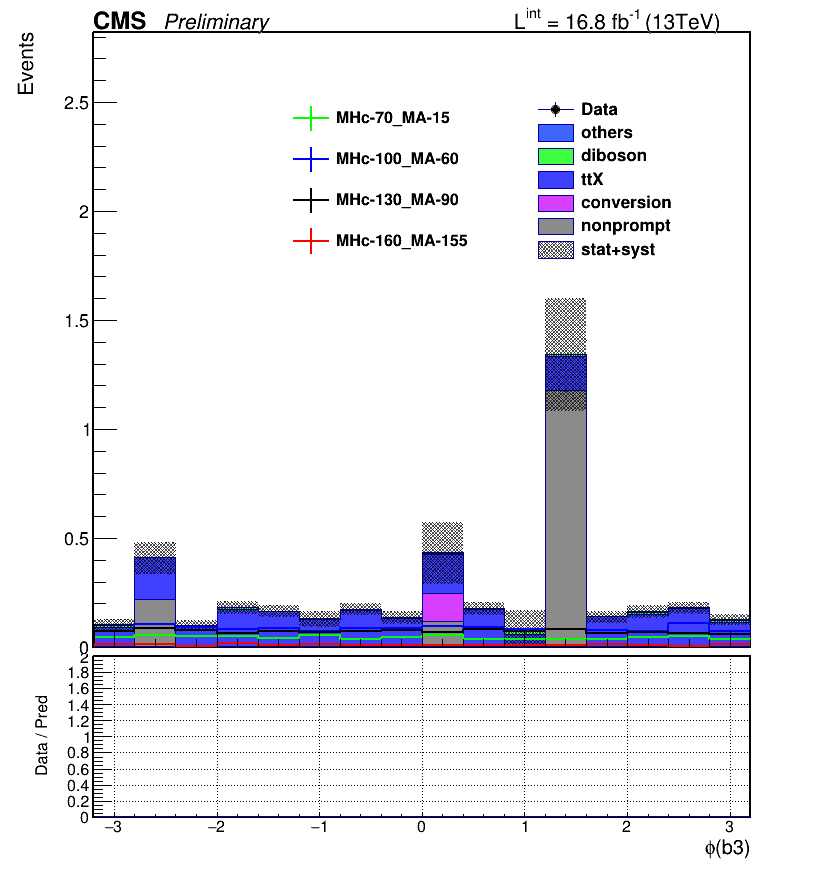 CMS Preliminary L^int = 16.8 fb^-1 (13TeV)
Events
2.5
2
1.5
1
0.5
0
MHc-70_MA-15
MHc-100_MA-60
MHc-130_MA-90
MHc-160_MA-155
Data
others
diboson
ttX
conversion
nonprompt
stat+syst
Data / Pred
2
1.8
1.6
1.4
1.2
1
0.8
0.6
0.4
0.2
0
−3 −2 −1 0 1 2 3
ϕ(b3)